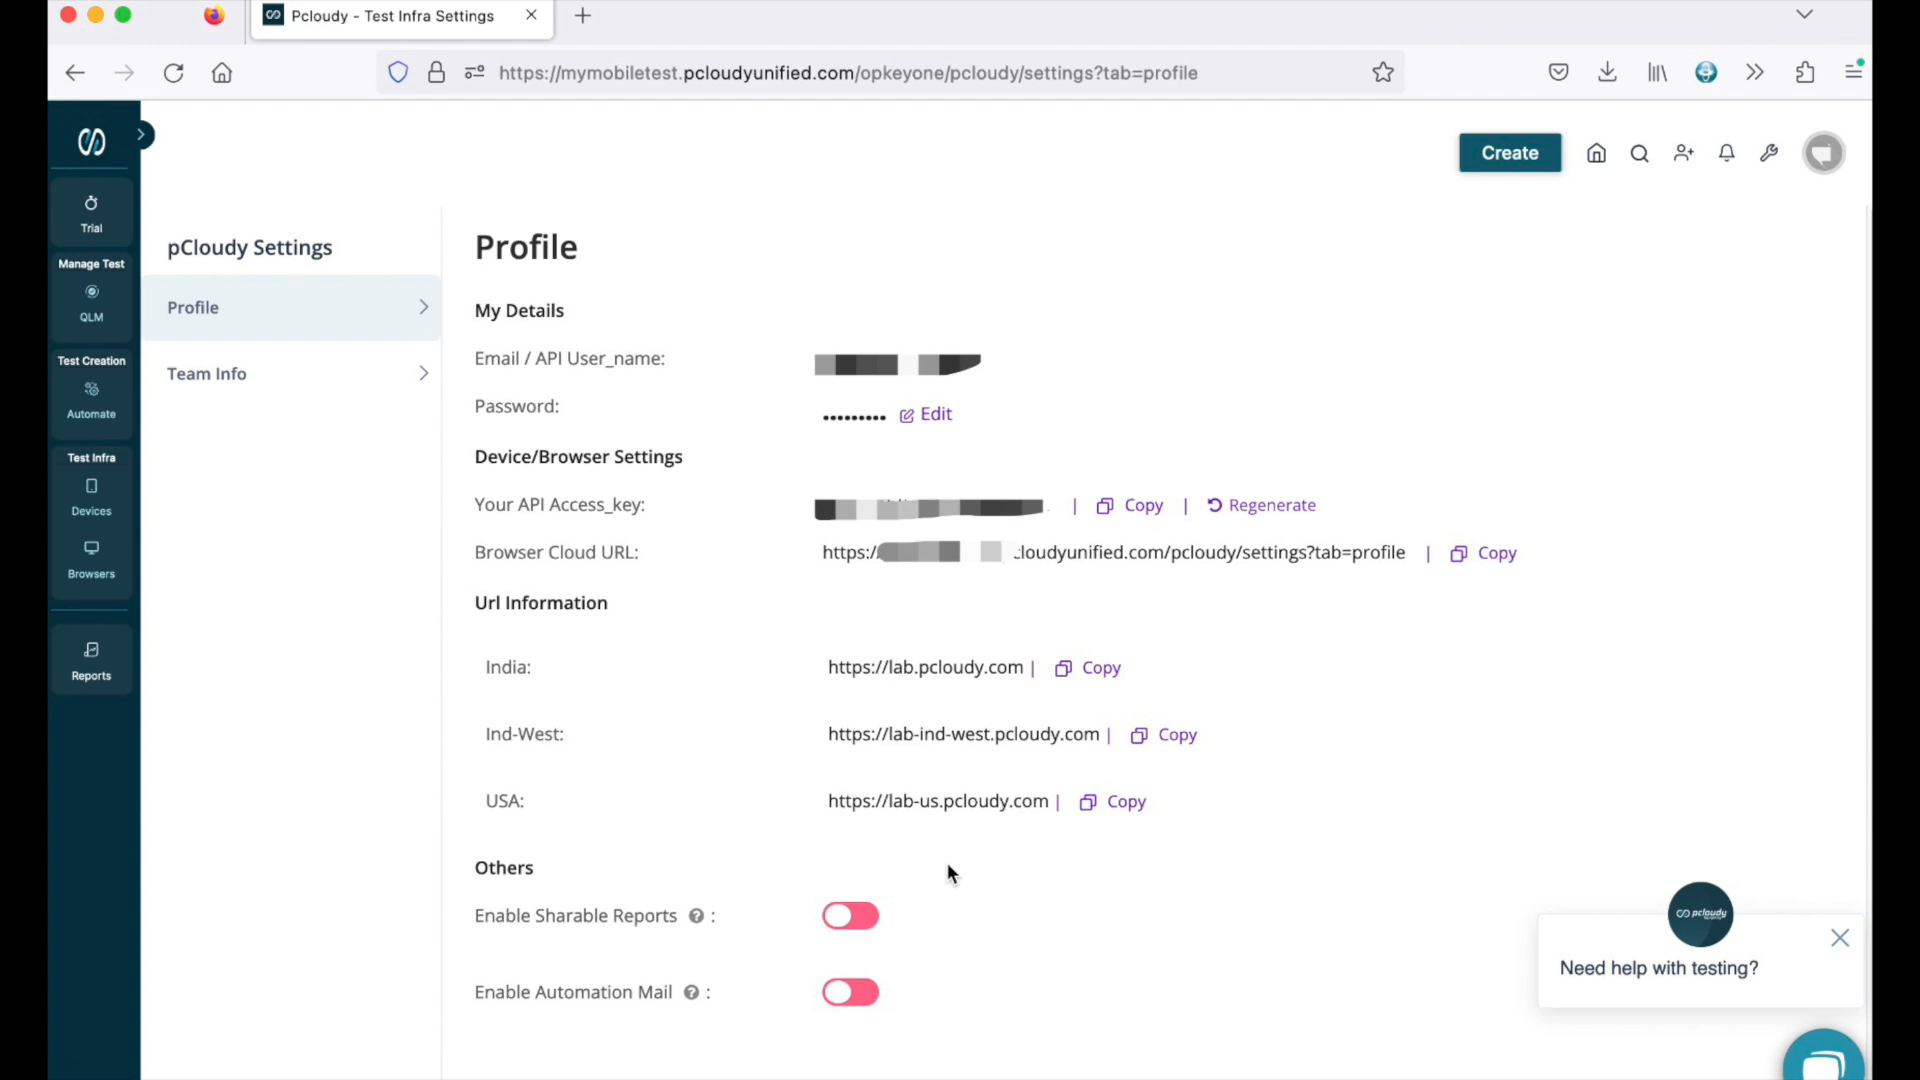 Pcloudy - Test Infra Settings
https://mymobiletest.pcloudyunified.com/opkeyone/pcloudy/settings?tab=profile
Create
Trial
Manage Test
QLM
Test Creation
Automate
Test Infra
Devices
Browsers
Reports
pCloudy Settings
Profile
Team Info
Profile
My Details
Email / API User_name:
Password: ••••••••• Edit
Device/Browser Settings
Your API Access_key: | Copy | Regenerate
Browser Cloud URL: https:/ cloudyunified.com/pcloudy/settings?tab=profile | Copy
Url Information
India: https://lab.pcloudy.com | Copy
Ind-West: https://lab-ind-west.pcloudy.com | Copy
USA: https://lab-us.pcloudy.com | Copy
Others
Enable Sharable Reports ? :
Enable Automation Mail ? :
pcloudy
Need help with testing?